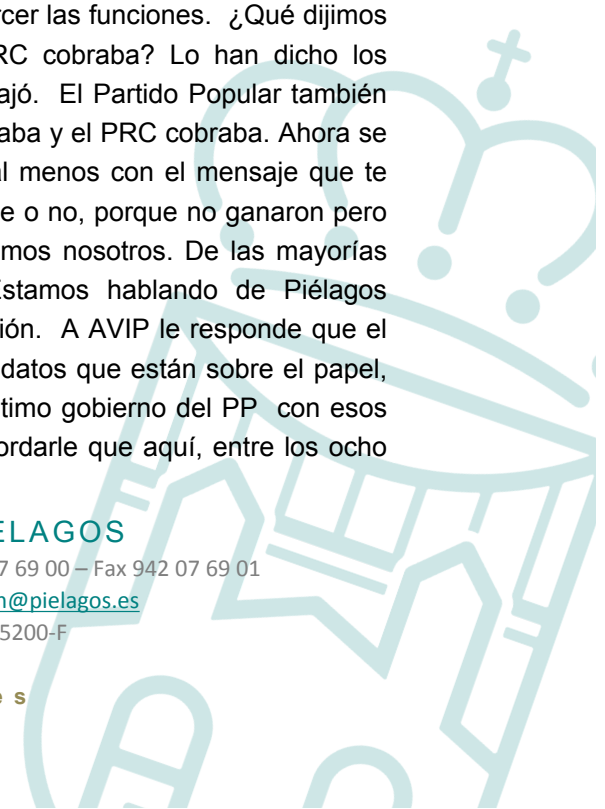 rcer las funciones. ¿Qué dijimos
RC cobraba? Lo han dicho los
ajó. El Partido Popular también
aba y el PRC cobraba. Ahora se
al menos con el mensaje que te
e o no, porque no ganaron pero
mos nosotros. De las mayorías
Estamos hablando de Piélagos
ión. A AVIP le responde que el
datos que están sobre el papel,
timo gobierno del PP con esos
ordarle que aquí, entre los ocho
ELAGOS
7 69 00 – Fax 942 07 69 01
n@pielagos.es
5200-F
e s